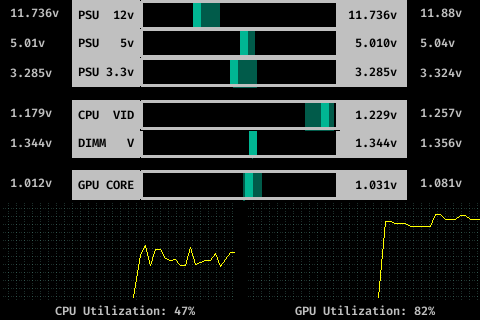 11.736v PSU 12v 11.736v 11.88v
5.01v PSU 5v 5.010v 5.04v
3.285v PSU 3.3v 3.285v 3.324v
1.179v CPU VID 1.229v 1.257v
1.344v DIMM V 1.344v 1.356v
1.012v GPU CORE 1.031v 1.081v
CPU Utilization: 47% GPU Utilization: 82%